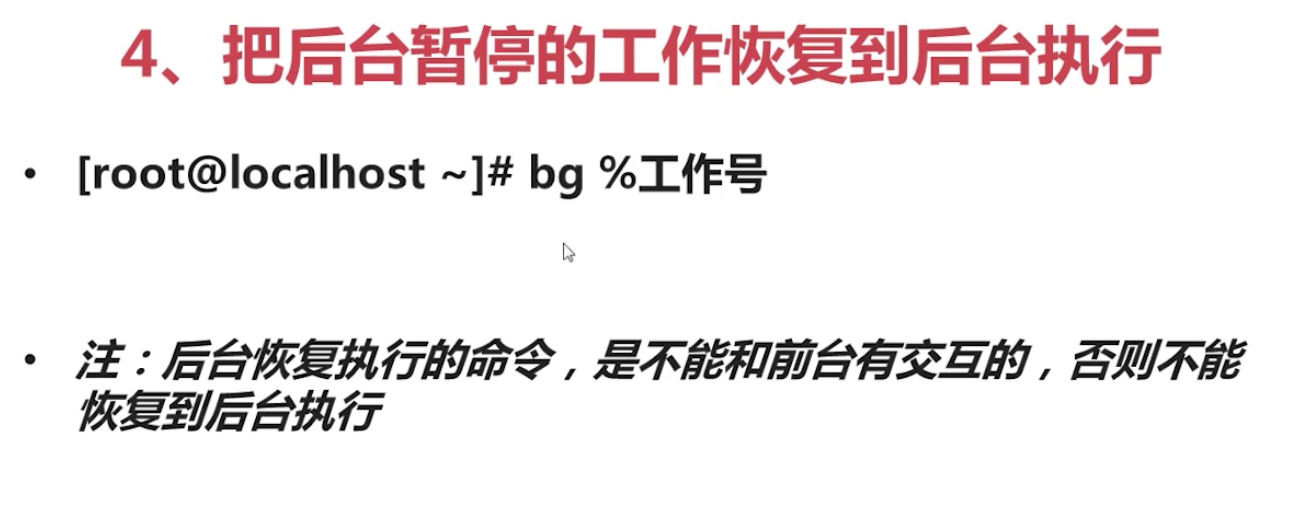 4、把后台暂停的工作恢复到后台执行
• [root@localhost ~]# bg %工作号
• 注：后台恢复执行的命令，是不能和前台有交互的，否则不能
恢复到后台执行